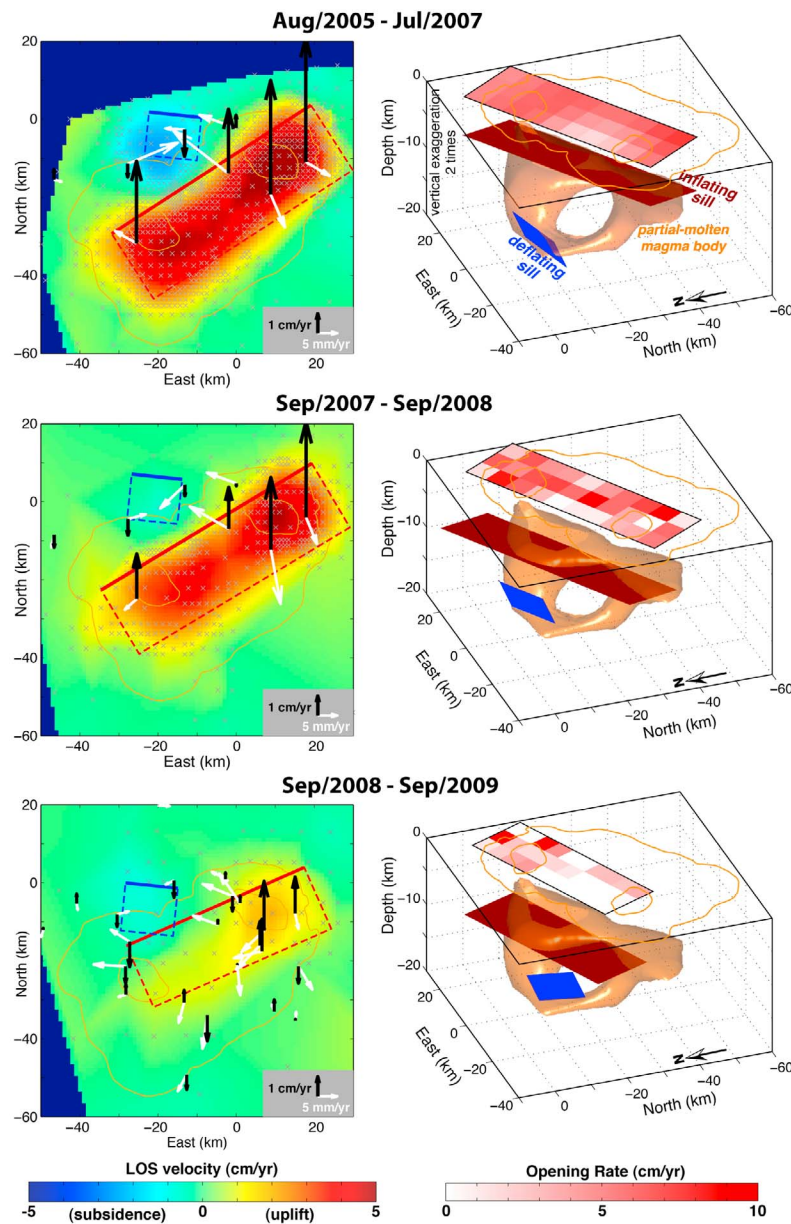 Aug/2005 - Jul/2007
20
0
−20
−40
−60
North (km)
−40
−20
0
20
East (km)
1 cm/yr
5 mm/yr
0
−5
−10
−15
−20
Depth (km)
vertical exaggeration
2 times
20
0
−20
−40
East (km)
0
−20
−40
−60
North (km)
N
inflating
sill
partial-molten
magma body
deflating
sill
Sep/2007 - Sep/2008
20
0
−20
−40
−60
North (km)
−40
−20
0
20
East (km)
1 cm/yr
5 mm/yr
0
−5
−10
−15
−20
Depth (km)
20
0
−20
−40
East (km)
0
−20
−40
−60
North (km)
N
Sep/2008 - Sep/2009
20
0
−20
−40
−60
North (km)
−40
−20
0
20
East (km)
1 cm/yr
5 mm/yr
0
−5
−10
−15
−20
Depth (km)
20
0
−20
−40
East (km)
0
−20
−40
−60
North (km)
N
LOS velocity (cm/yr)
-5 (subsidence) 0 (uplift) 5
Opening Rate (cm/yr)
0 5 10